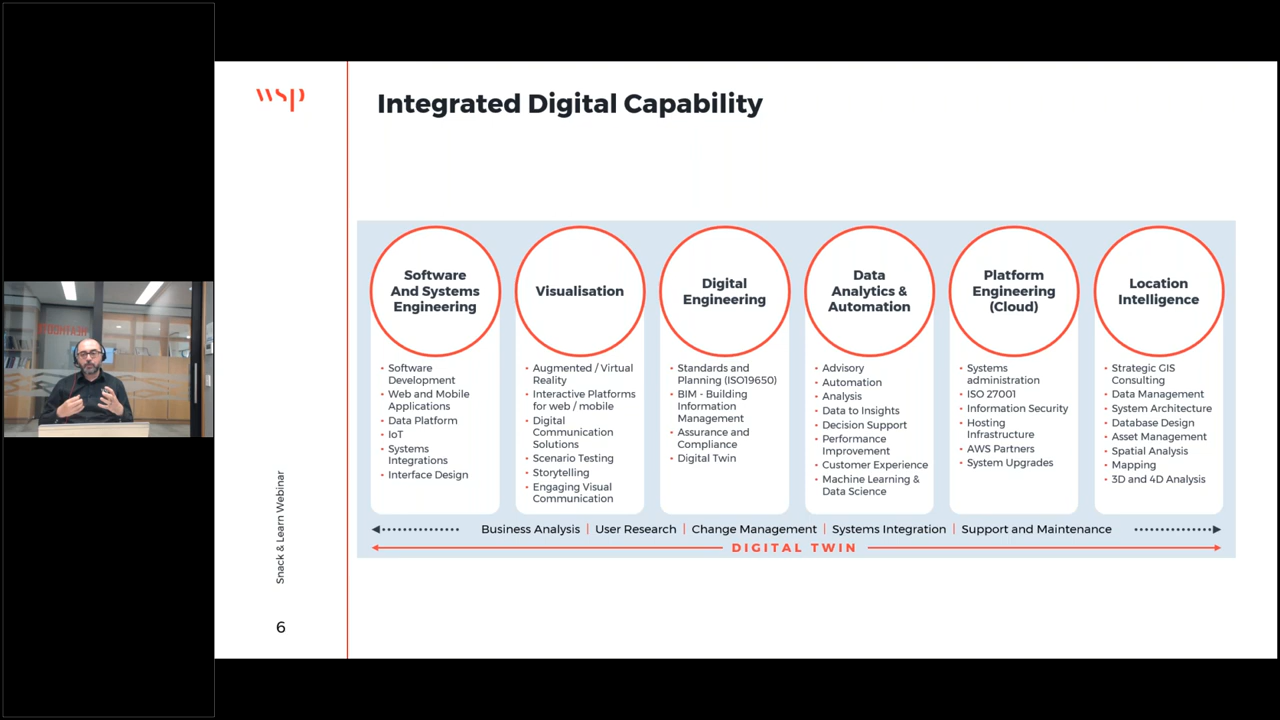 wsp
Integrated Digital Capability
Software
And Systems
Engineering
Software
Development
Web and Mobile
Applications
Data Platform
IoT
Systems
Integrations
Interface Design
Visualisation
Augmented / Virtual
Reality
Interactive Platforms
for web / mobile
Digital
Communication
Solutions
Scenario Testing
Storytelling
Engaging Visual
Communication
Digital
Engineering
Standards and
Planning (ISO19650)
BIM - Building
Information
Management
Assurance and
Compliance
Digital Twin
Data
Analytics &
Automation
Advisory
Automation
Analysis
Data to Insights
Decision Support
Performance
Improvement
Customer Experience
Machine Learning &
Data Science
Platform
Engineering
(Cloud)
Systems
administration
ISO 27001
Information Security
Hosting
Infrastructure
AWS Partners
System Upgrades
Location
Intelligence
Strategic GIS
Consulting
Data Management
System Architecture
Database Design
Asset Management
Spatial Analysis
Mapping
3D and 4D Analysis
Business Analysis | User Research | Change Management | Systems Integration | Support and Maintenance
DIGITAL TWIN
Snack & Learn Webinar
6